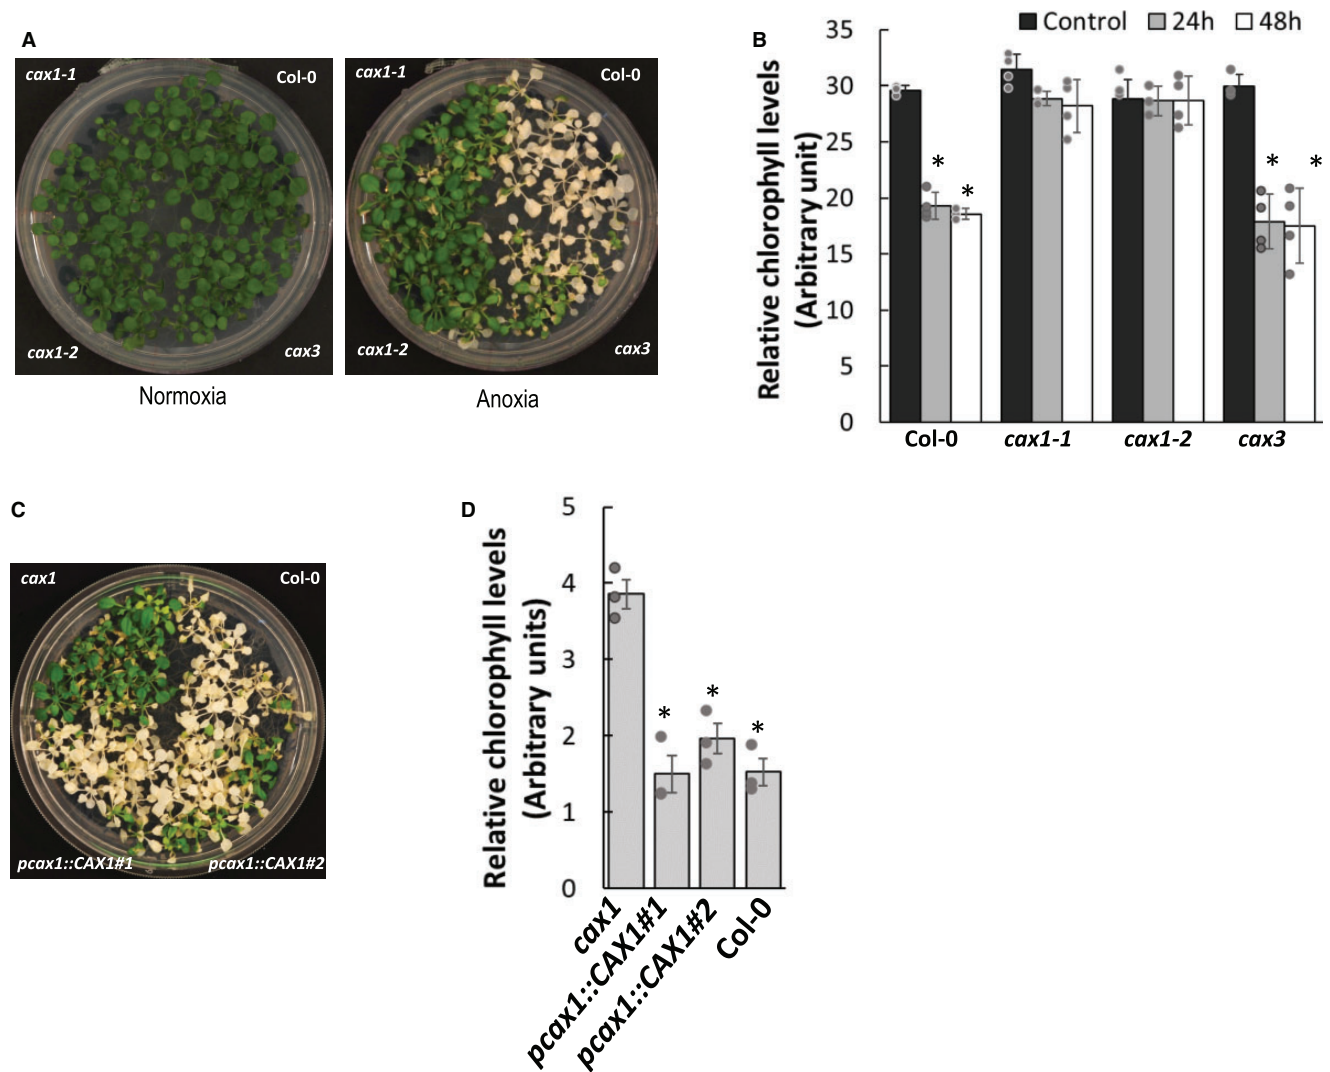 A
cax1-1
Col-0
cax1-2
cax3
Normoxia
cax1-1
Col-0
cax1-2
cax3
Anoxia
B
Control 24h 48h
Relative chlorophyll levels
(Arbitrary unit)
35
30
25
20
15
10
5
0
* * * *
Col-0 cax1-1 cax1-2 cax3
C
cax1
Col-0
pcax1::CAX1#1
pcax1::CAX1#2
D
Relative chlorophyll levels
(Arbitrary units)
5
4
3
2
1
0
* * *
cax1
pcax1::CAX1#1
pcax1::CAX1#2
Col-0